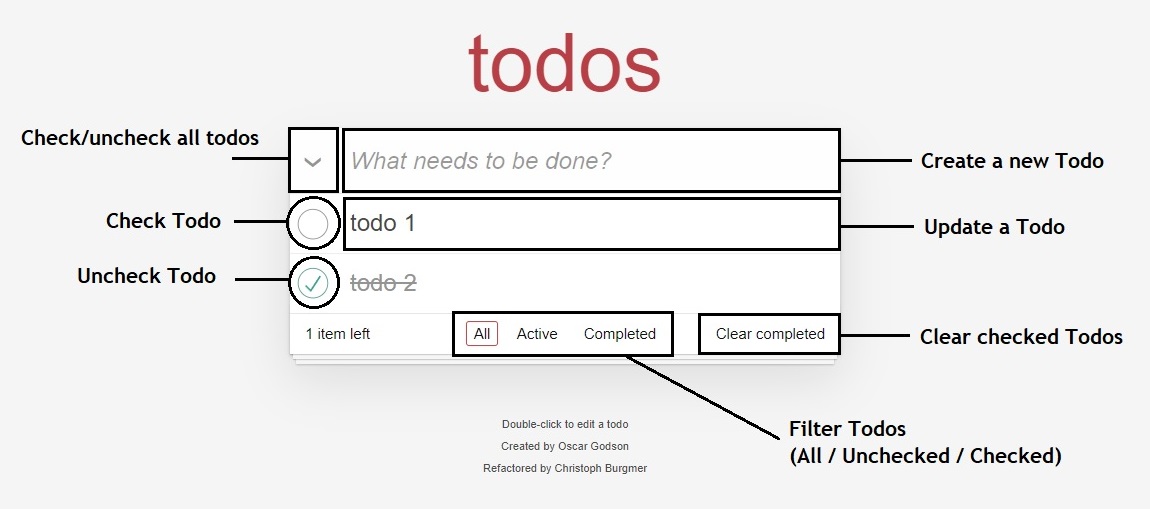 todos
Check/uncheck all todos
What needs to be done?
Create a new Todo
Check Todo
todo 1
Update a Todo
Uncheck Todo
todo 2
1 item left
All
Active
Completed
Clear completed
Clear checked Todos
Double-click to edit a todo
Created by Oscar Godson
Refactored by Christoph Burgmer
Filter Todos
(All / Unchecked / Checked)